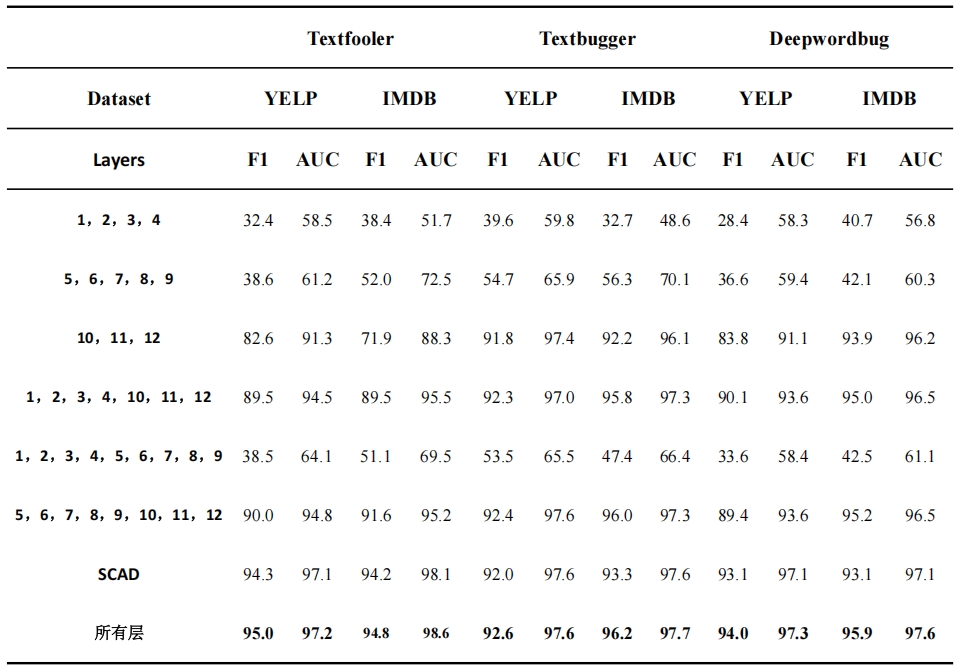 Textfooler Textbugger Deepwordbug
Dataset YELP IMDB YELP IMDB YELP IMDB
Layers F1 AUC F1 AUC F1 AUC F1 AUC F1 AUC F1 AUC
1，2，3，4 32.4 58.5 38.4 51.7 39.6 59.8 32.7 48.6 28.4 58.3 40.7 56.8
5，6，7，8，9 38.6 61.2 52.0 72.5 54.7 65.9 56.3 70.1 36.6 59.4 42.1 60.3
10，11，12 82.6 91.3 71.9 88.3 91.8 97.4 92.2 96.1 83.8 91.1 93.9 96.2
1，2，3，4，10，11，12 89.5 94.5 89.5 95.5 92.3 97.0 95.8 97.3 90.1 93.6 95.0 96.5
1，2，3，4，5，6，7，8，9 38.5 64.1 51.1 69.5 53.5 65.5 47.4 66.4 33.6 58.4 42.5 61.1
5，6，7，8，9，10，11，12 90.0 94.8 91.6 95.2 92.4 97.6 96.0 97.3 89.4 93.6 95.2 96.5
SCAD 94.3 97.1 94.2 98.1 92.0 97.6 93.3 97.6 93.1 97.1 93.1 97.1
所有层 95.0 97.2 94.8 98.6 92.6 97.6 96.2 97.7 94.0 97.3 95.9 97.6